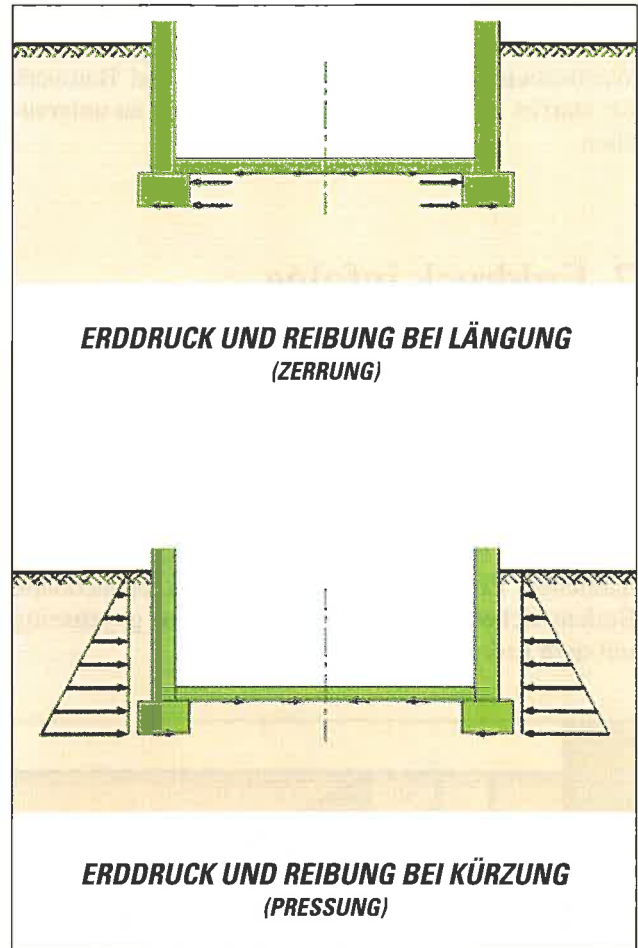 ERDDRUCK UND REIBUNG BEI LÄNGUNG
(ZERRUNG)
ERDDRUCK UND REIBUNG BEI KÜRZUNG
(PRESSUNG)